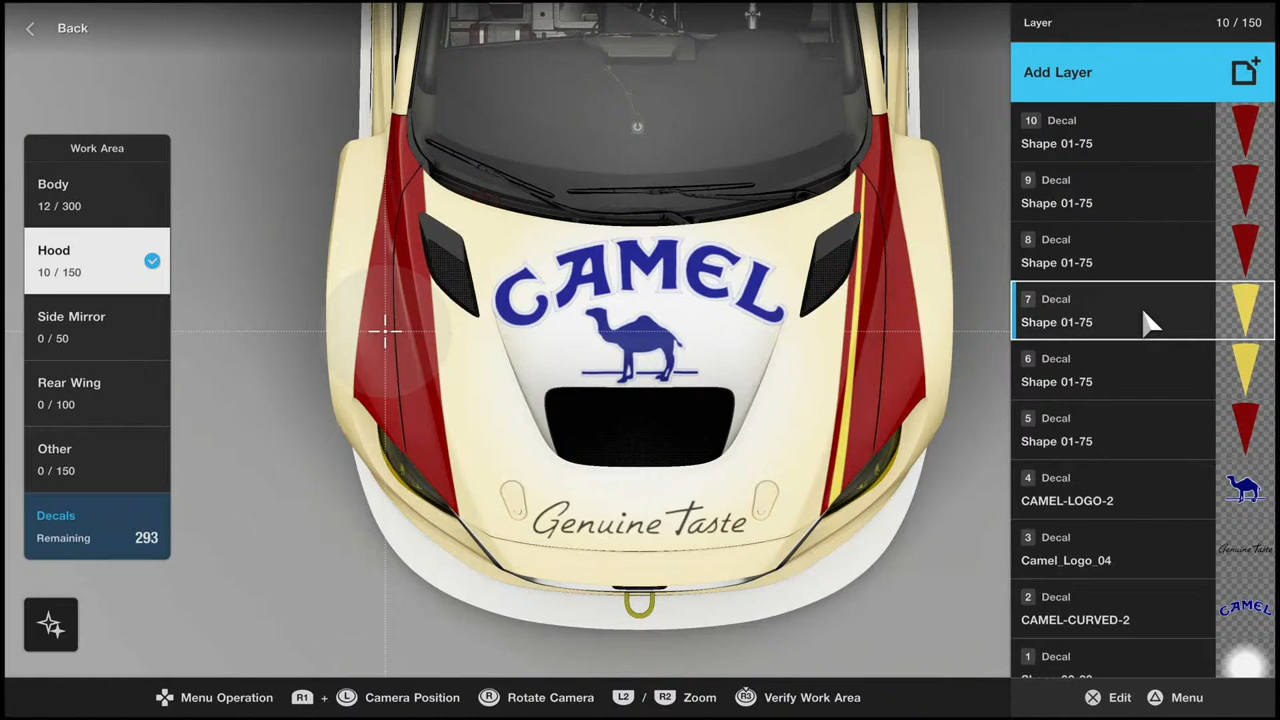 Back
Work Area
Body
12 / 300
Hood
10 / 150
Side Mirror
0 / 50
Rear Wing
0 / 100
Other
0 / 150
Decals
Remaining 293
CAMEL
Genuine Taste
Layer 10 / 150
Add Layer
10 Decal
Shape 01-75
9 Decal
Shape 01-75
8 Decal
Shape 01-75
7 Decal
Shape 01-75
6 Decal
Shape 01-75
5 Decal
Shape 01-75
4 Decal
CAMEL-LOGO-2
3 Decal
Camel_Logo_04
Genuine Taste
2 Decal
CAMEL-CURVED-2
CAMEL
1 Decal
Menu Operation R1 + L Camera Position R Rotate Camera L2 / R2 Zoom R3 Verify Work Area
Edit Menu